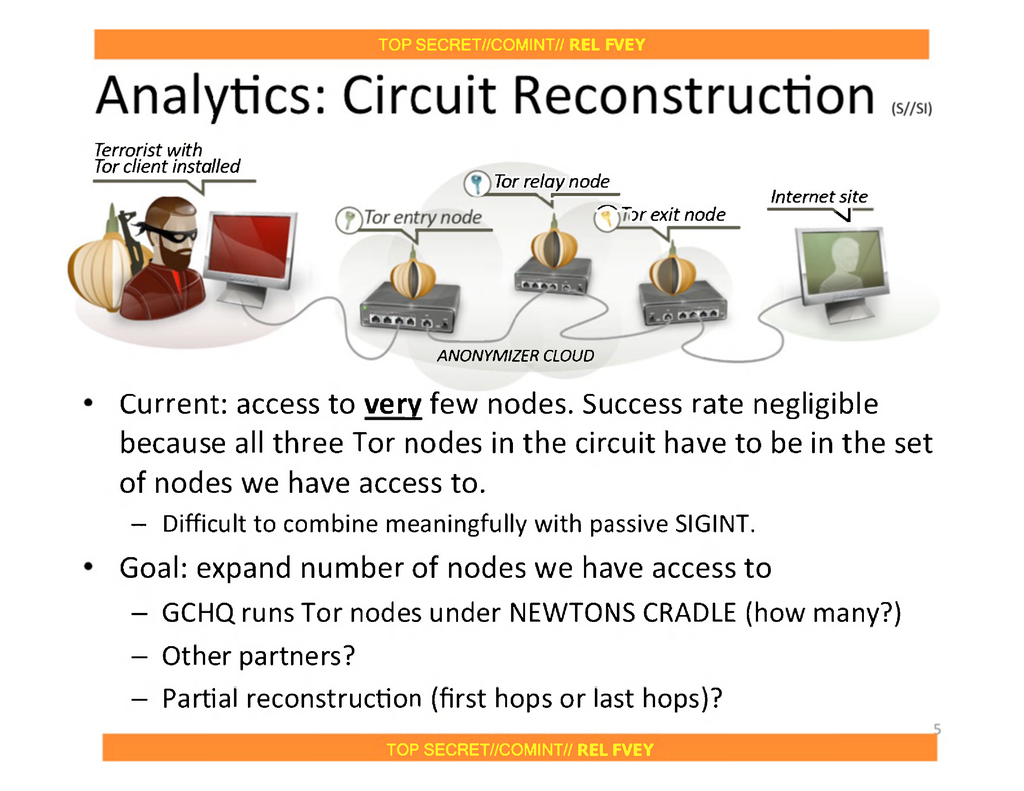 TOP SECRET//COMINT// REL FVEY
Analytics: Circuit Reconstruction (S//SI)
Terrorist with
Tor client installed
Tor relay node
Internet site
Tor entry node
Tor exit node
ANONYMIZER CLOUD
• Current: access to very few nodes. Success rate negligible
because all three Tor nodes in the circuit have to be in the set
of nodes we have access to.
– Difficult to combine meaningfully with passive SIGINT.
• Goal: expand number of nodes we have access to
– GCHQ runs Tor nodes under NEWTONS CRADLE (how many?)
– Other partners?
– Partial reconstruction (first hops or last hops)?
5
TOP SECRET//COMINT// REL FVEY